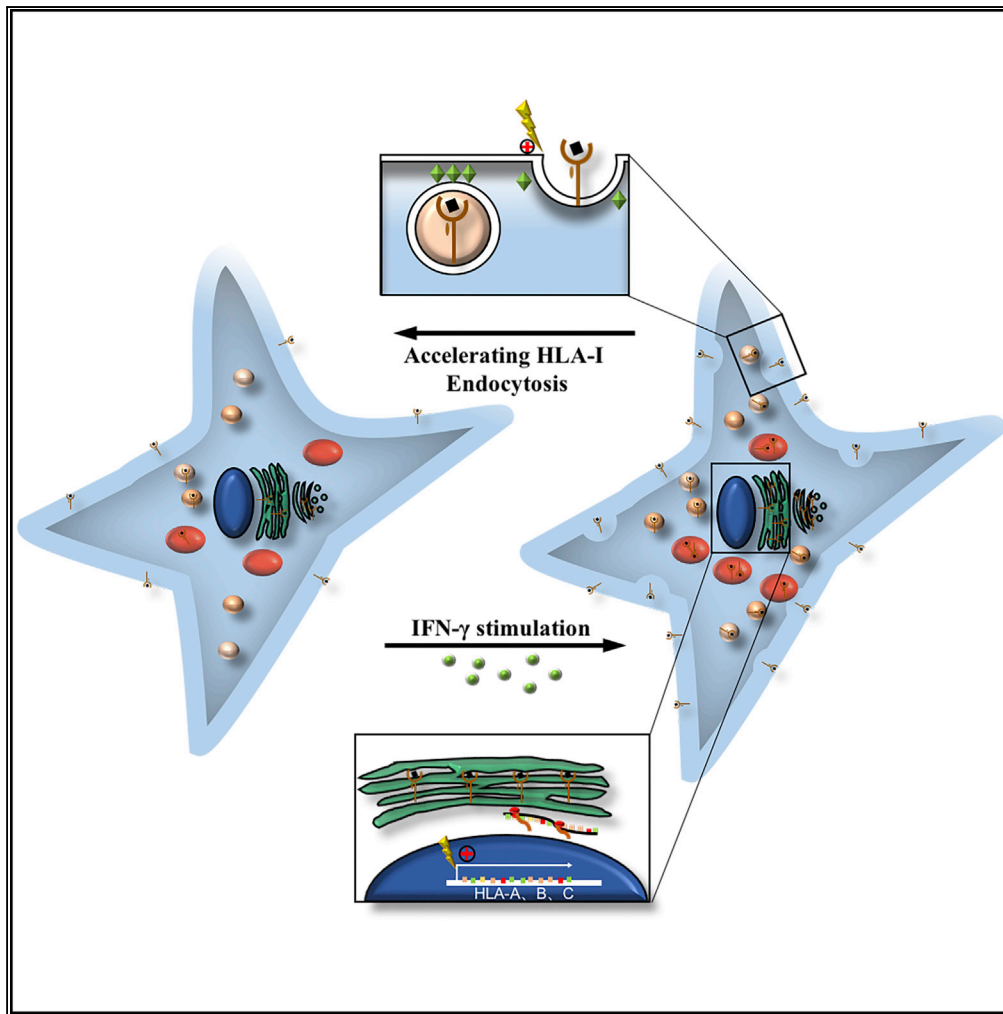 Accelerating HLA-I
Endocytosis
IFN-γ stimulation
HLA-A、B、C